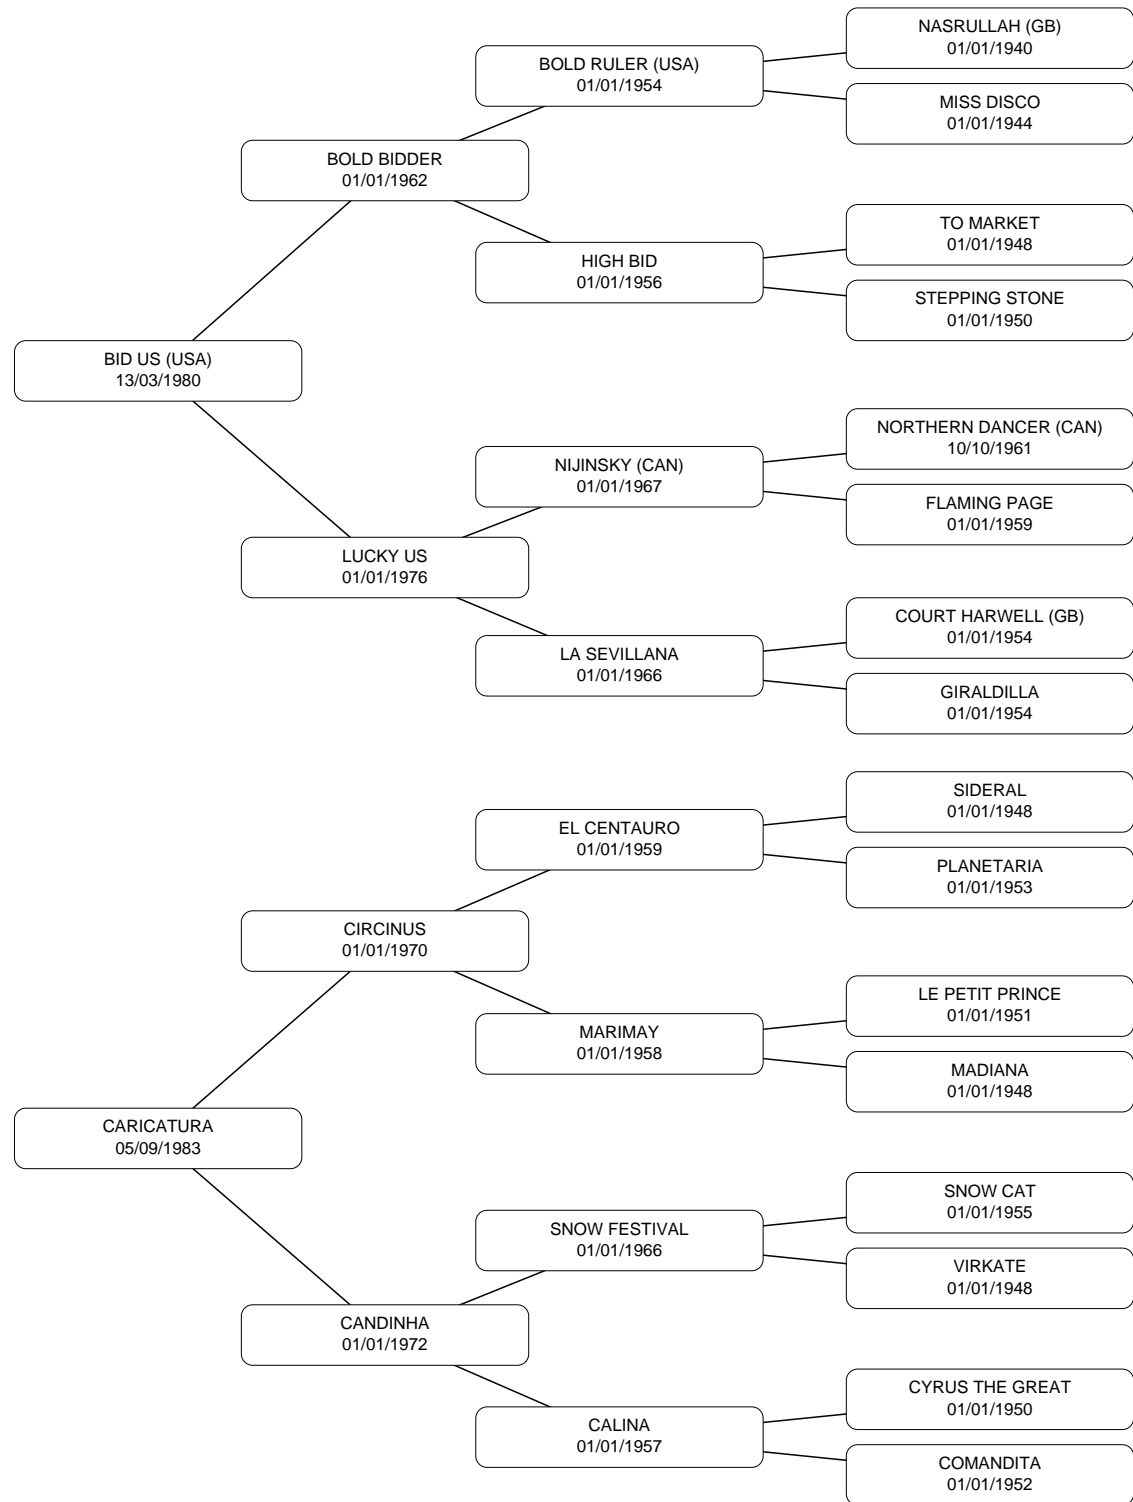 NASRULLAH (GB)
01/01/1940
BOLD RULER (USA)
01/01/1954
MISS DISCO
01/01/1944
BOLD BIDDER
01/01/1962
TO MARKET
01/01/1948
HIGH BID
01/01/1956
STEPPING STONE
01/01/1950
BID US (USA)
13/03/1980
NORTHERN DANCER (CAN)
10/10/1961
NIJINSKY (CAN)
01/01/1967
FLAMING PAGE
01/01/1959
LUCKY US
01/01/1976
COURT HARWELL (GB)
01/01/1954
LA SEVILLANA
01/01/1966
GIRALDILLA
01/01/1954
SIDERAL
01/01/1948
EL CENTAURO
01/01/1959
PLANETARIA
01/01/1953
CIRCINUS
01/01/1970
LE PETIT PRINCE
01/01/1951
MARIMAY
01/01/1958
MADIANA
01/01/1948
CARICATURA
05/09/1983
SNOW CAT
01/01/1955
SNOW FESTIVAL
01/01/1966
VIRKATE
01/01/1948
CANDINHA
01/01/1972
CYRUS THE GREAT
01/01/1950
CALINA
01/01/1957
COMANDITA
01/01/1952